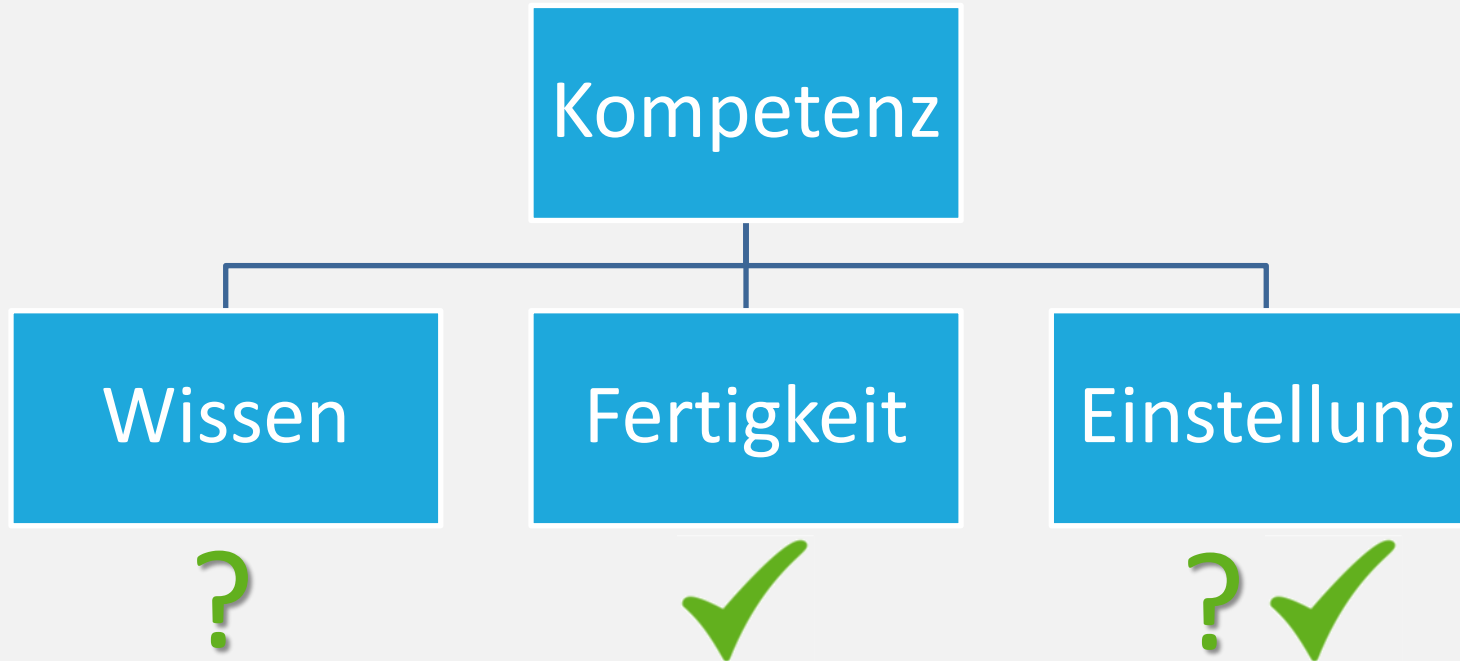 Kompetenz
Wissen
Fertigkeit
Einstellung
?
?